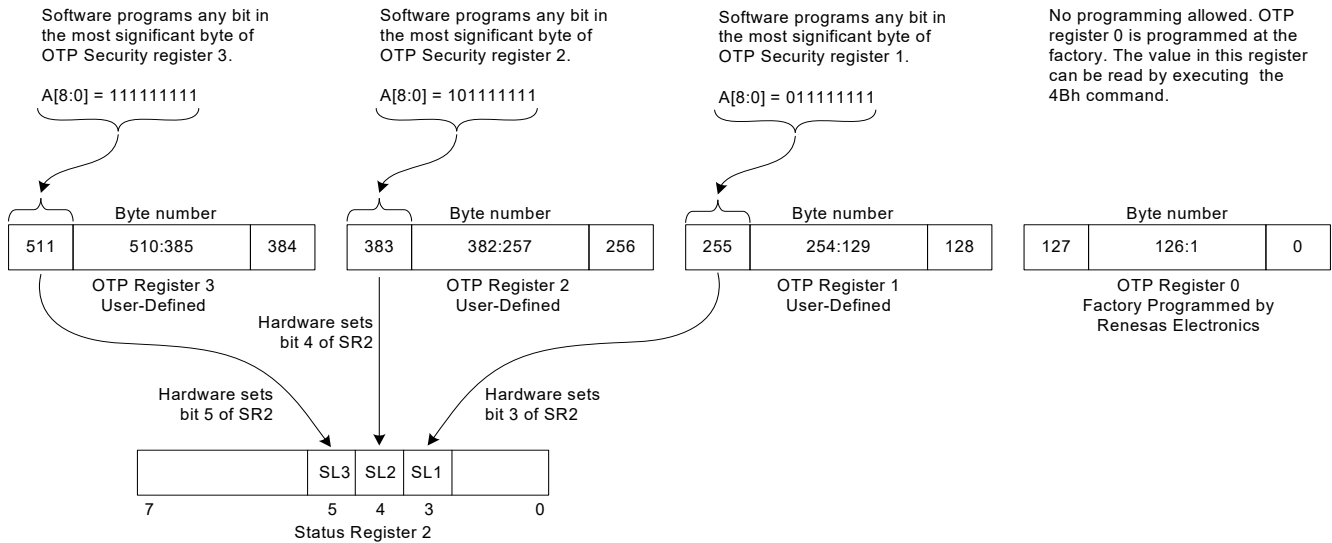 Software programs any bit in
the most significant byte of
OTP Security register 3.
A[8:0] = 111111111
Software programs any bit in
the most significant byte of
OTP Security register 2.
A[8:0] = 101111111
Software programs any bit in
the most significant byte of
OTP Security register 1.
A[8:0] = 011111111
No programming allowed. OTP
register 0 is programmed at the
factory. The value in this register
can be read by executing the
4Bh command.
Byte number
511
510:385
384
OTP Register 3
User-Defined
Byte number
383
382:257
256
OTP Register 2
User-Defined
Byte number
255
254:129
128
OTP Register 1
User-Defined
Byte number
127
126:1
0
OTP Register 0
Factory Programmed by
Renesas Electronics
Hardware sets
bit 5 of SR2
Hardware sets
bit 4 of SR2
Hardware sets
bit 3 of SR2
SL3
SL2
SL1
7
5
4
3
0
Status Register 2